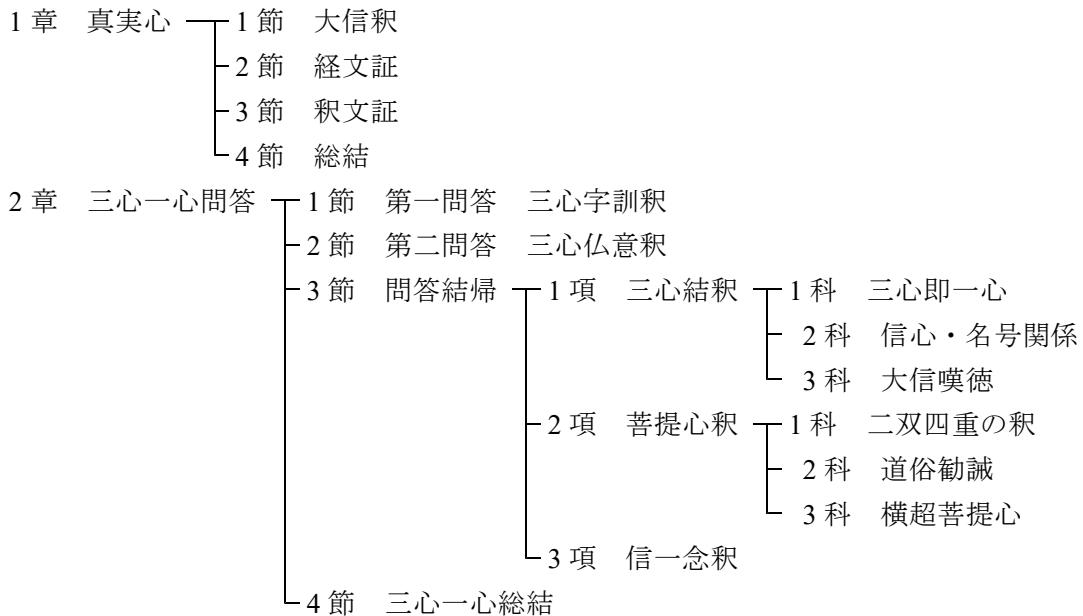 1 章　真実心　1 節　大信釈
2 節　経文証
3 節　釈文証
4 節　総結
2 章　三心一心問答　1 節　第一問答　三心字訓釈
2 節　第二問答　三心仏意釈
3 節　問答結帰　1 項　三心結釈　1 科　三心即一心
2 科　信心・名号関係
3 科　大信嘆徳
2 項　菩提心釈　1 科　二双四重の釈
2 科　道俗勧誡
3 科　横超菩提心
3 項　信一念釈
4 節　三心一心総結